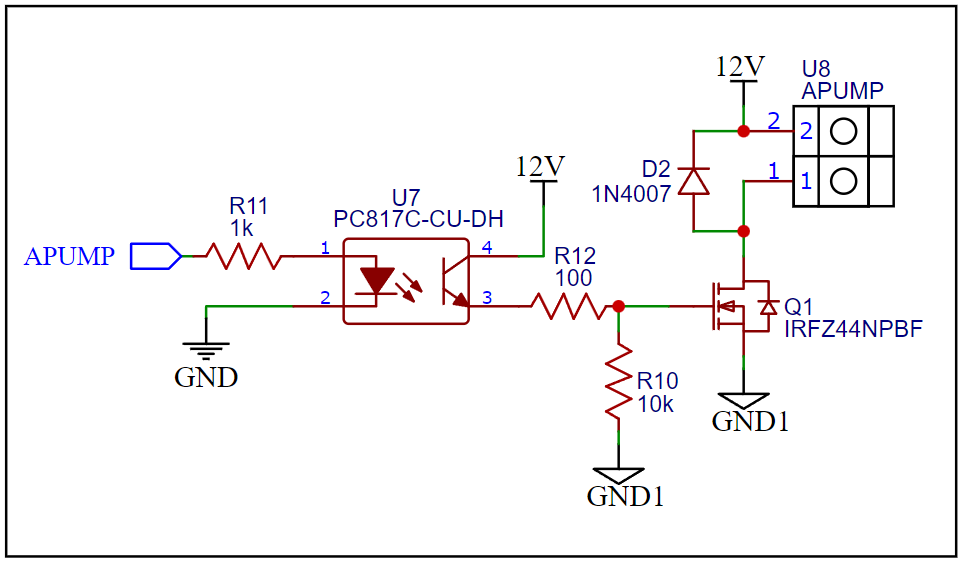 12V
U8
APUMP
2
2
1
1
D2
1N4007
12V
U7
PC817C-CU-DH
R11
1k
APUMP
1
2
4
3
R12
100
Q1
IRFZ44NPBF
GND
R10
10k
GND1
GND1